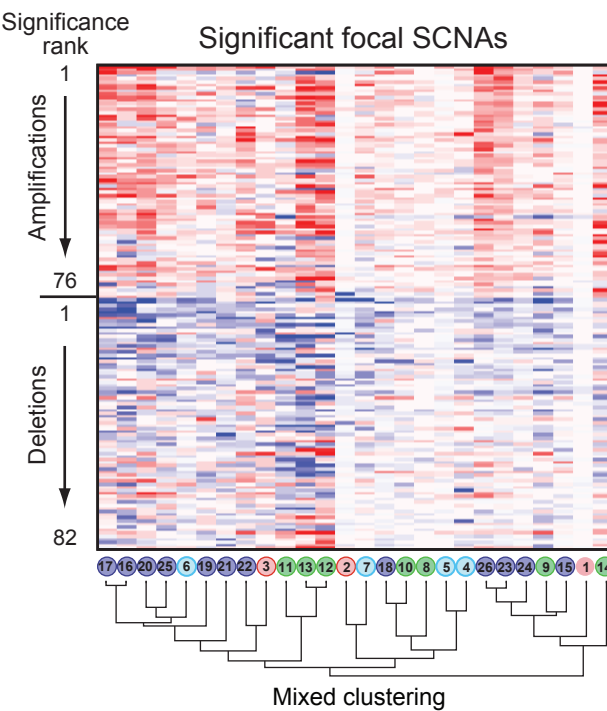 Significance
rank
Significant focal SCNAs
1
Amplifications
76
1
Deletions
82
17 16 20 25 6 19 21 22 3 11 13 12 2 7 18 10 8 5 4 26 23 24 9 15 1 14
Mixed clustering